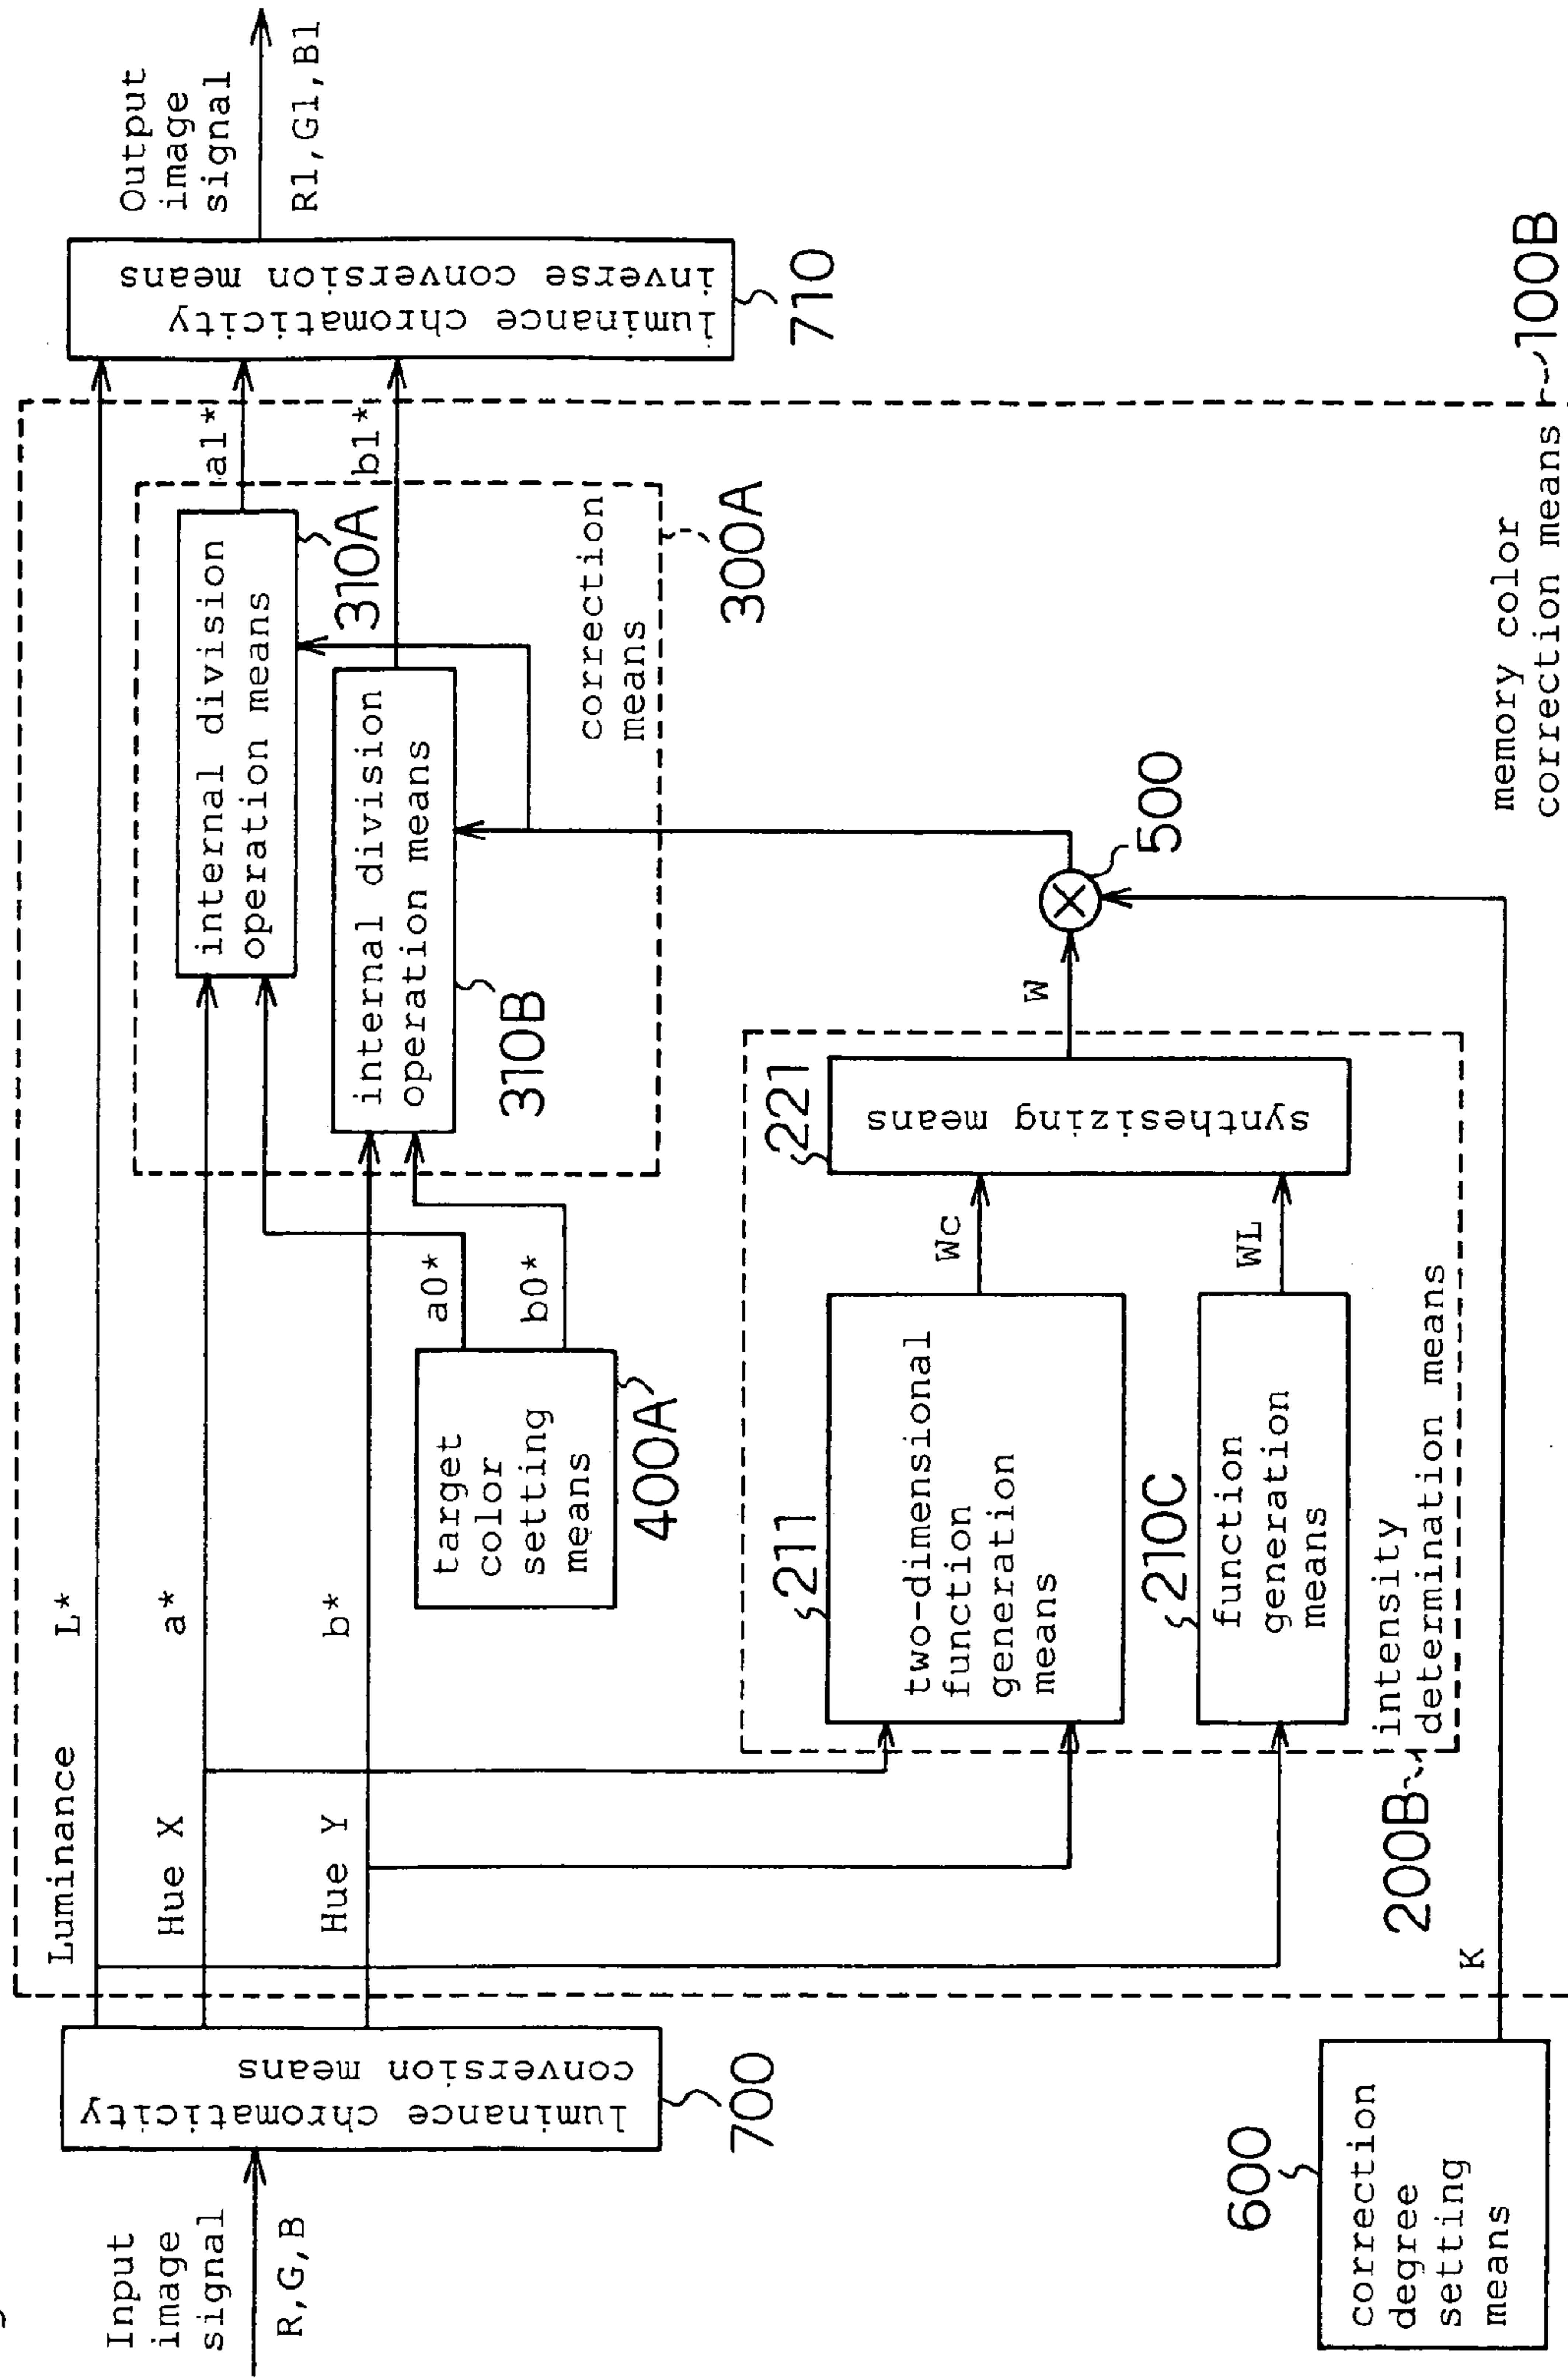 Input
image
signal
R,G,B
luminance chromaticity
conversion means
700
Luminance L*
Hue X a*
Hue Y b*
target
color
setting
means
400A
a0*
b0*
internal division
operation means
310A
internal division
operation means
310B
correction
means
300A
a1*
b1*
luminance chromaticity
inverse conversion means
710
Output
image
signal
R1,G1,B1
211
two-dimensional
function
generation
means
210C
function
generation
means
Wc
WL
221
synthesizing means
W
500
intensity
200B determination means
600
correction
degree
setting
means
K
memory color
correction means 100B